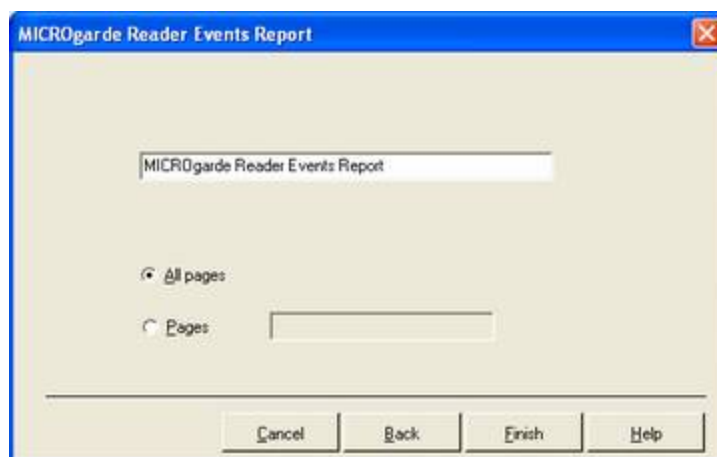 MICROgarde Reader Events Report
MICROgarde Reader Events Report
All pages
Pages
Cancel Back Finish Help